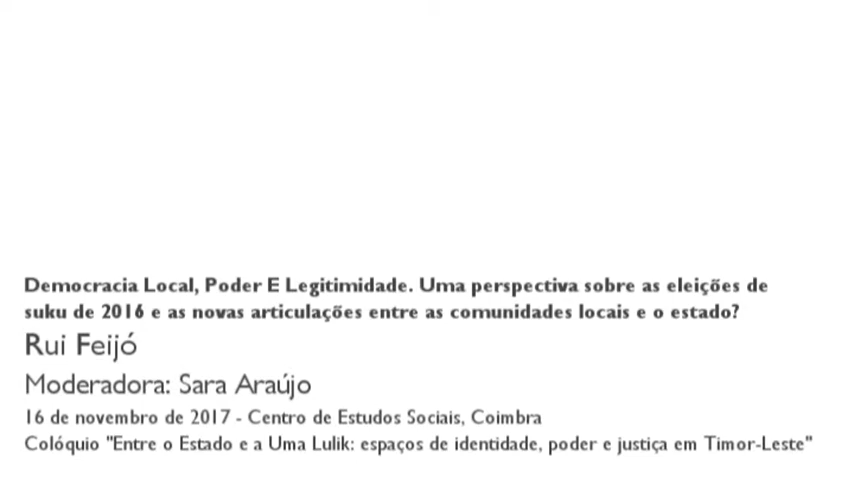 Democracia Local, Poder E Legitimidade. Uma perspectiva sobre as eleições de
suku de 2016 e as novas articulações entre as comunidades locais e o estado?
Rui Feijó
Moderadora: Sara Araújo
16 de novembro de 2017 - Centro de Estudos Sociais, Coimbra
Colóquio "Entre o Estado e a Uma Lulik: espaços de identidade, poder e justiça em Timor-Leste"